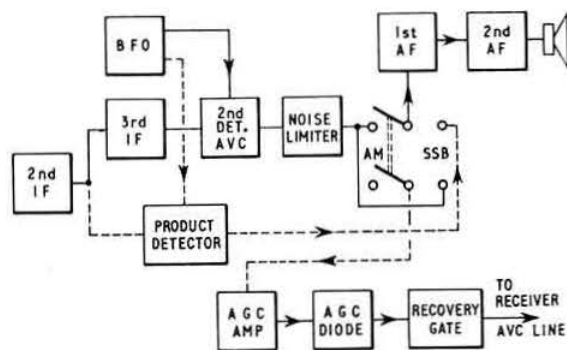 BFO
1st
AF
2nd
AF
3rd
IF
2nd
DET.
AVC
NOISE
LIMITER
AM
SSB
2nd
IF
PRODUCT
DETECTOR
AGC
AMP
AGC
DIODE
RECOVERY
GATE
TO
RECEIVER
AVC LINE